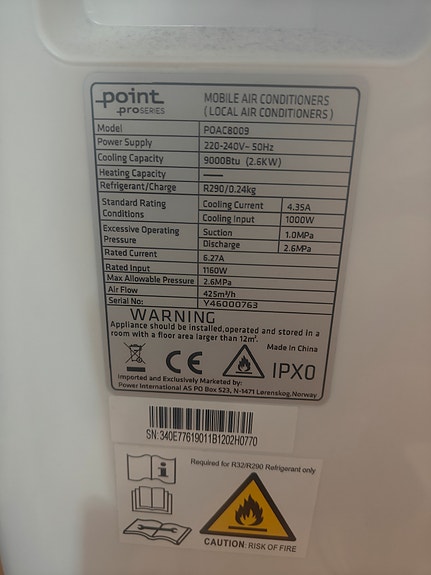 point
proSERIES
MOBILE AIR CONDITIONERS
(LOCAL AIR CONDITIONERS)
Model POAC8009
Power Supply 220-240V~ 50Hz
Cooling Capacity 9000Btu (2.6KW)
Heating Capacity ——
Refrigerant/Charge R290/0.24kg
Standard Rating Conditions Cooling Current 4.35A
Cooling Input 1000W
Excessive Operating Pressure Suction 1.0MPa
Discharge 2.6MPa
Rated Current 6.27A
Rated Input 1160W
Max Allowable Pressure 2.6MPa
Air Flow 425m³/h
Serial No: Y46000763
WARNING
Appliance should be installed,operated and stored in a
room with a floor area larger than 12m².
Made In China
CE
IPX0
Imported and Exclusively Marketed by:
Power International AS PO Box 523, N-1471 Lørenskog,Norway
SN:340E77619011B1202H0770
Required for R32/R290 Refrigerant only
i
CAUTION: RISK OF FIRE